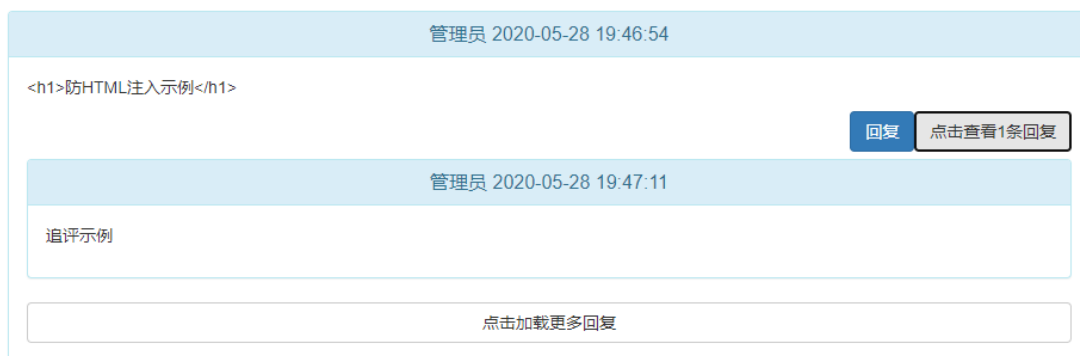 管理员 2020-05-28 19:46:54
<h1>防HTML注入示例</h1>
回复 点击查看1条回复
管理员 2020-05-28 19:47:11
追评示例
点击加载更多回复